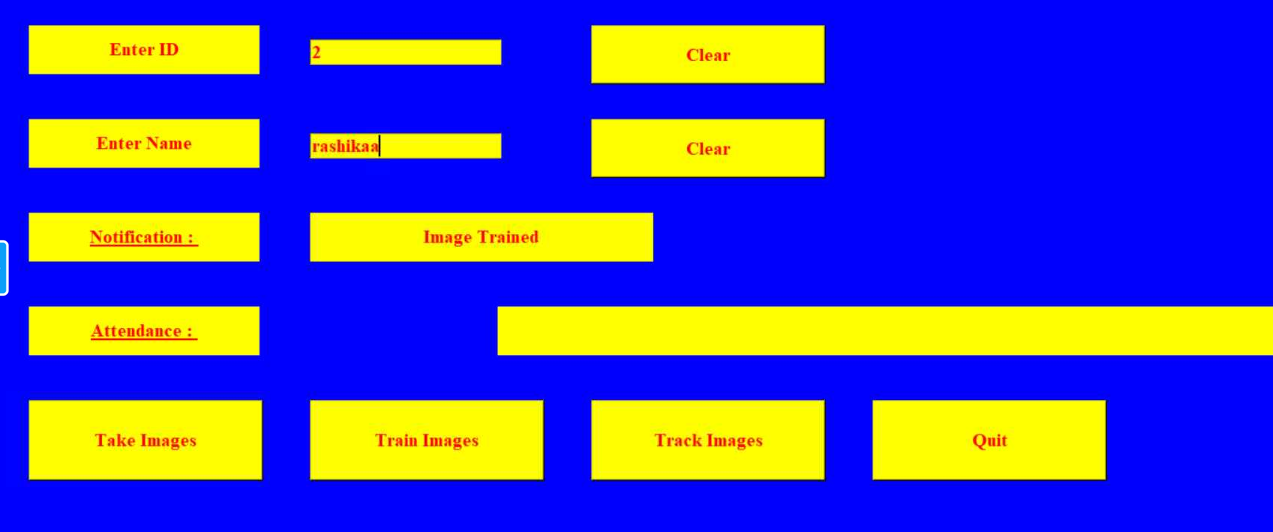 Enter ID
2
Clear
Enter Name
rashikaa
Clear
Notification :
Image Trained
Attendance :
Take Images
Train Images
Track Images
Quit